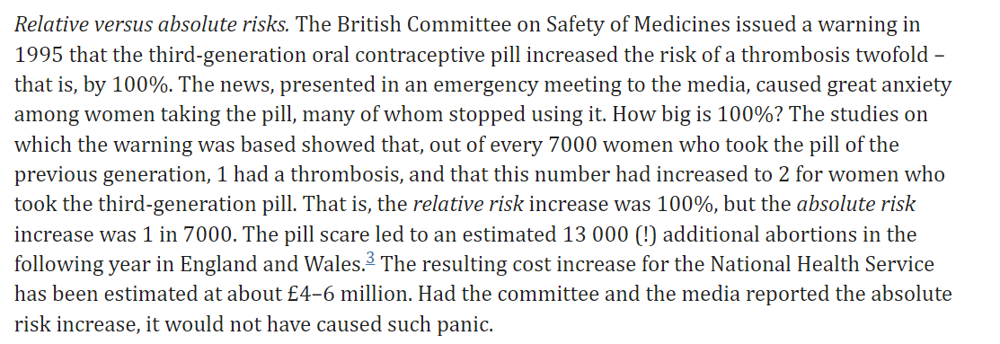 Relative versus absolute risks. The British Committee on Safety of Medicines issued a warning in
1995 that the third-generation oral contraceptive pill increased the risk of a thrombosis twofold –
that is, by 100%. The news, presented in an emergency meeting to the media, caused great anxiety
among women taking the pill, many of whom stopped using it. How big is 100%? The studies on
which the warning was based showed that, out of every 7000 women who took the pill of the
previous generation, 1 had a thrombosis, and that this number had increased to 2 for women who
took the third-generation pill. That is, the relative risk increase was 100%, but the absolute risk
increase was 1 in 7000. The pill scare led to an estimated 13 000 (!) additional abortions in the
following year in England and Wales.3 The resulting cost increase for the National Health Service
has been estimated at about £4–6 million. Had the committee and the media reported the absolute
risk increase, it would not have caused such panic.